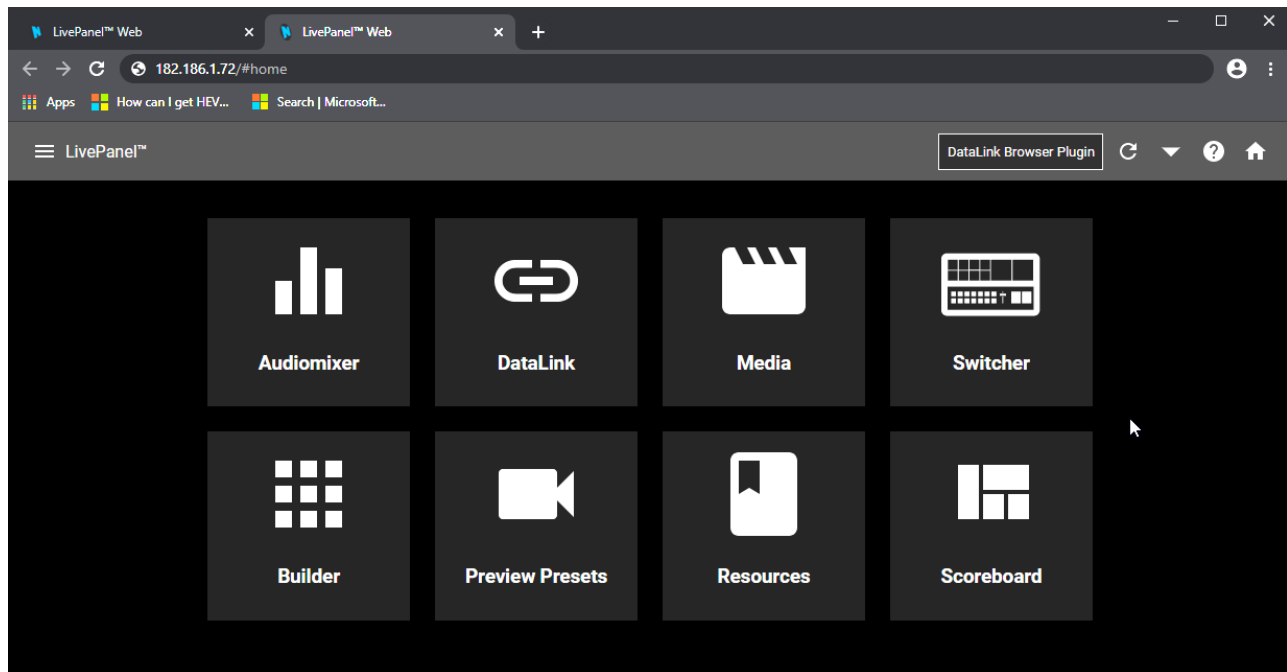 LivePanel™ Web
LivePanel™ Web
182.186.1.72/#home
Apps How can I get HEV... Search | Microsoft...
LivePanel™
DataLink Browser Plugin
Audiomixer DataLink Media Switcher
Builder Preview Presets Resources Scoreboard